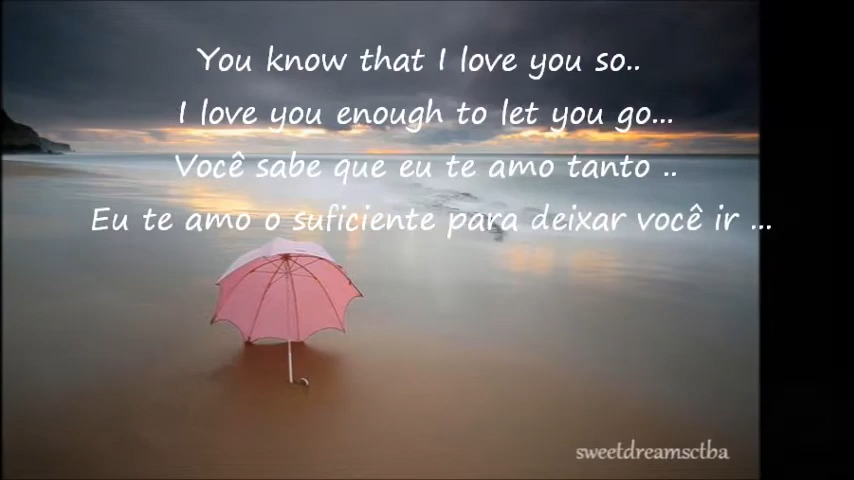 You know that I love you so..
I love you enough to let you go...
Você sabe que eu te amo tanto ..
Eu te amo o suficiente para deixar você ir ...
sweetdreamsctba